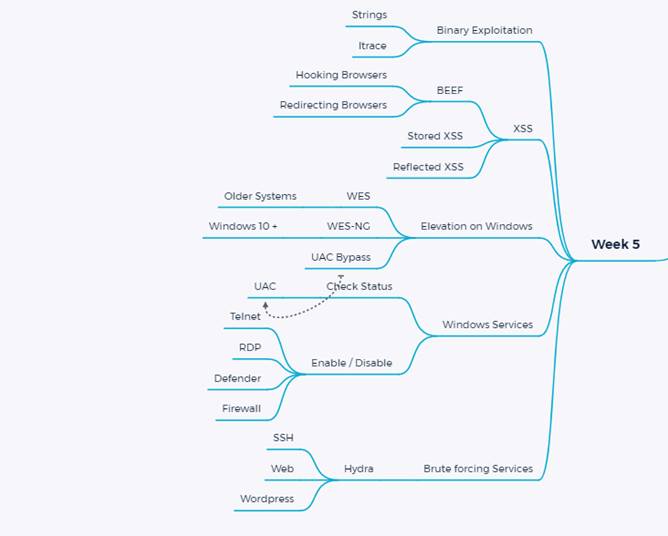 Strings
ltrace
Binary Exploitation
Hooking Browsers
Redirecting Browsers
BEEF
Stored XSS
Reflected XSS
XSS
Older Systems
WES
Windows 10 +
WES-NG
UAC Bypass
Elevation on Windows
Week 5
UAC
Check Status
Telnet
RDP
Defender
Firewall
Enable / Disable
Windows Services
SSH
Web
Wordpress
Hydra
Brute forcing Services